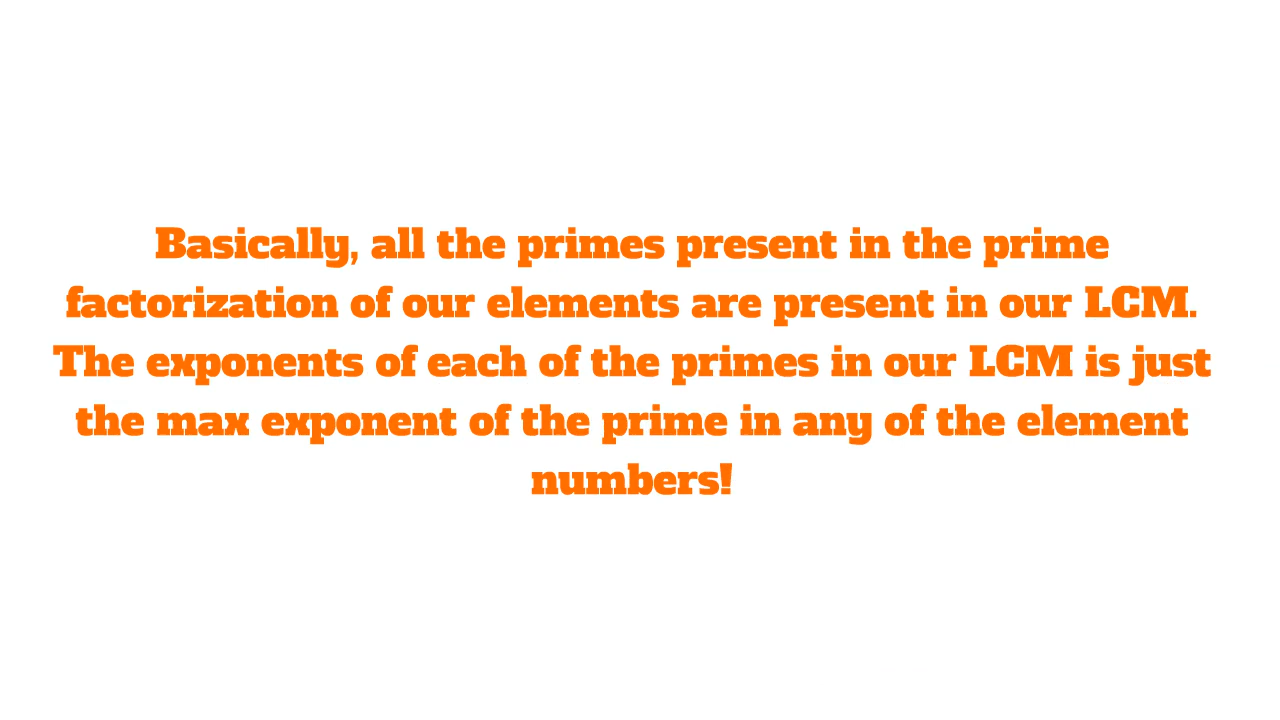 Basically, all the primes present in the prime
factorization of our elements are present in our LCM.
The exponents of each of the primes in our LCM is just
the max exponent of the prime in any of the element
numbers!